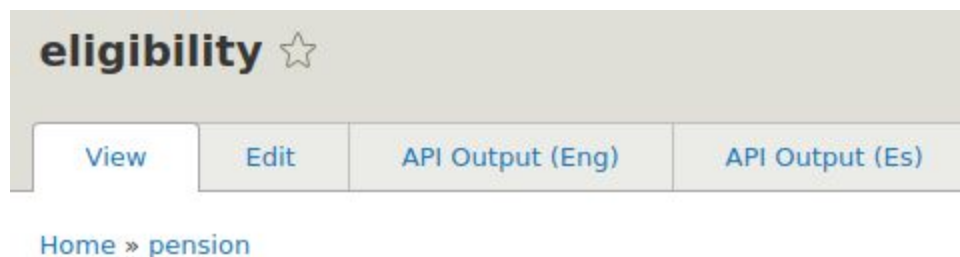 eligibility
View Edit API Output (Eng) API Output (Es)
Home » pension